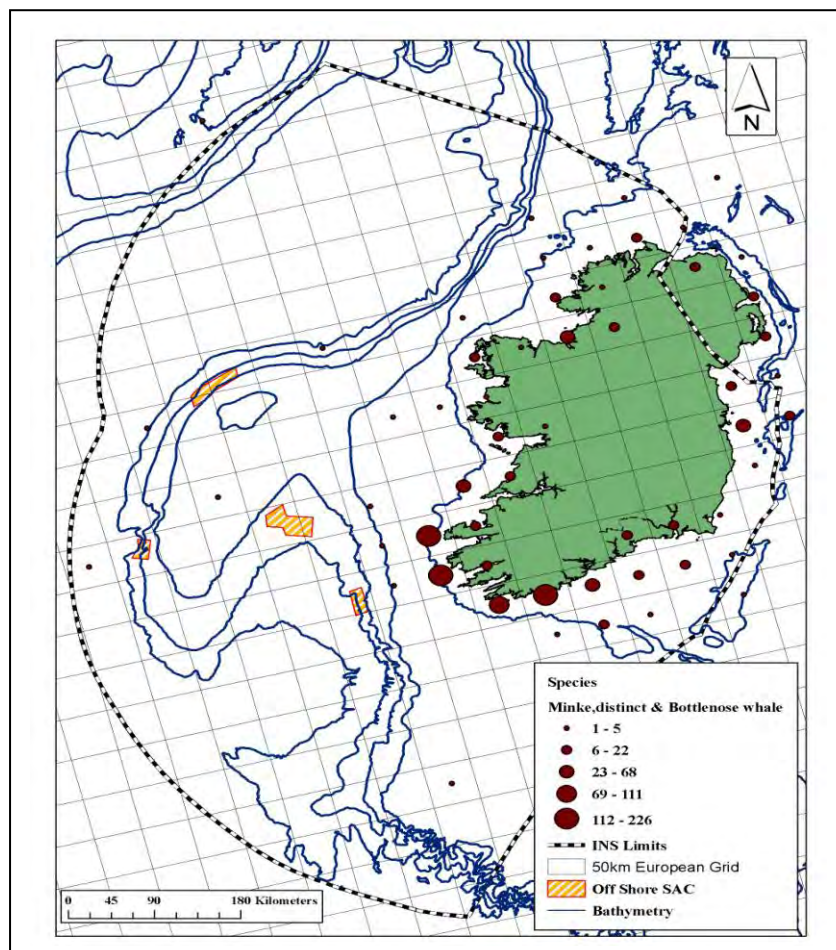 N
Species
Minke,distinct & Bottlenose whale
1 - 5
6 - 22
23 - 68
69 - 111
112 - 226
INS Limits
50km European Grid
Off Shore SAC
Bathymetry
0 45 90 180 Kilometers